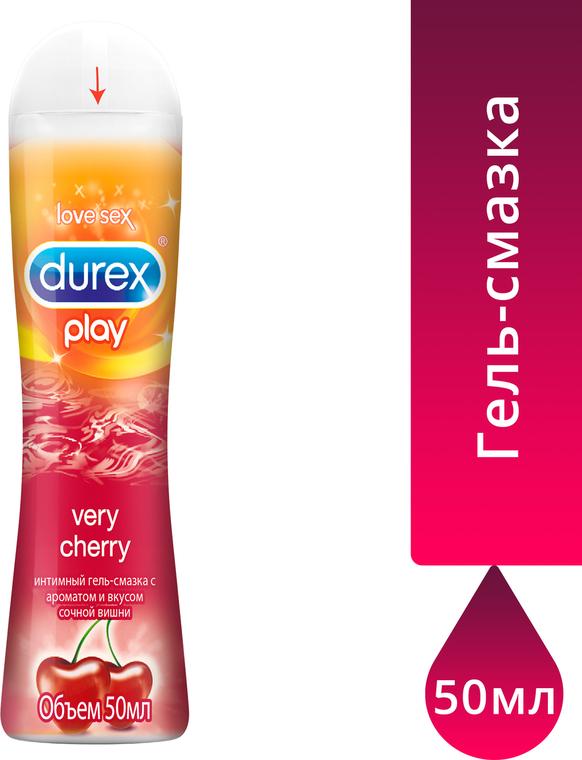 love sex
durex®
play
very
cherry
интимный гель-смазка с
ароматом и вкусом
сочной вишни
Объем 50мл
Гель-смазка
50мл